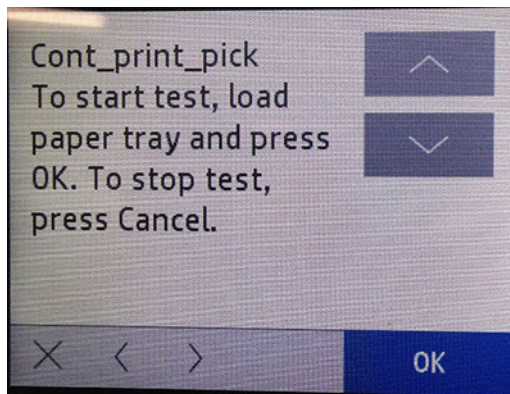 Cont_print_pick
To start test, load
paper tray and press
OK. To stop test,
press Cancel.
OK